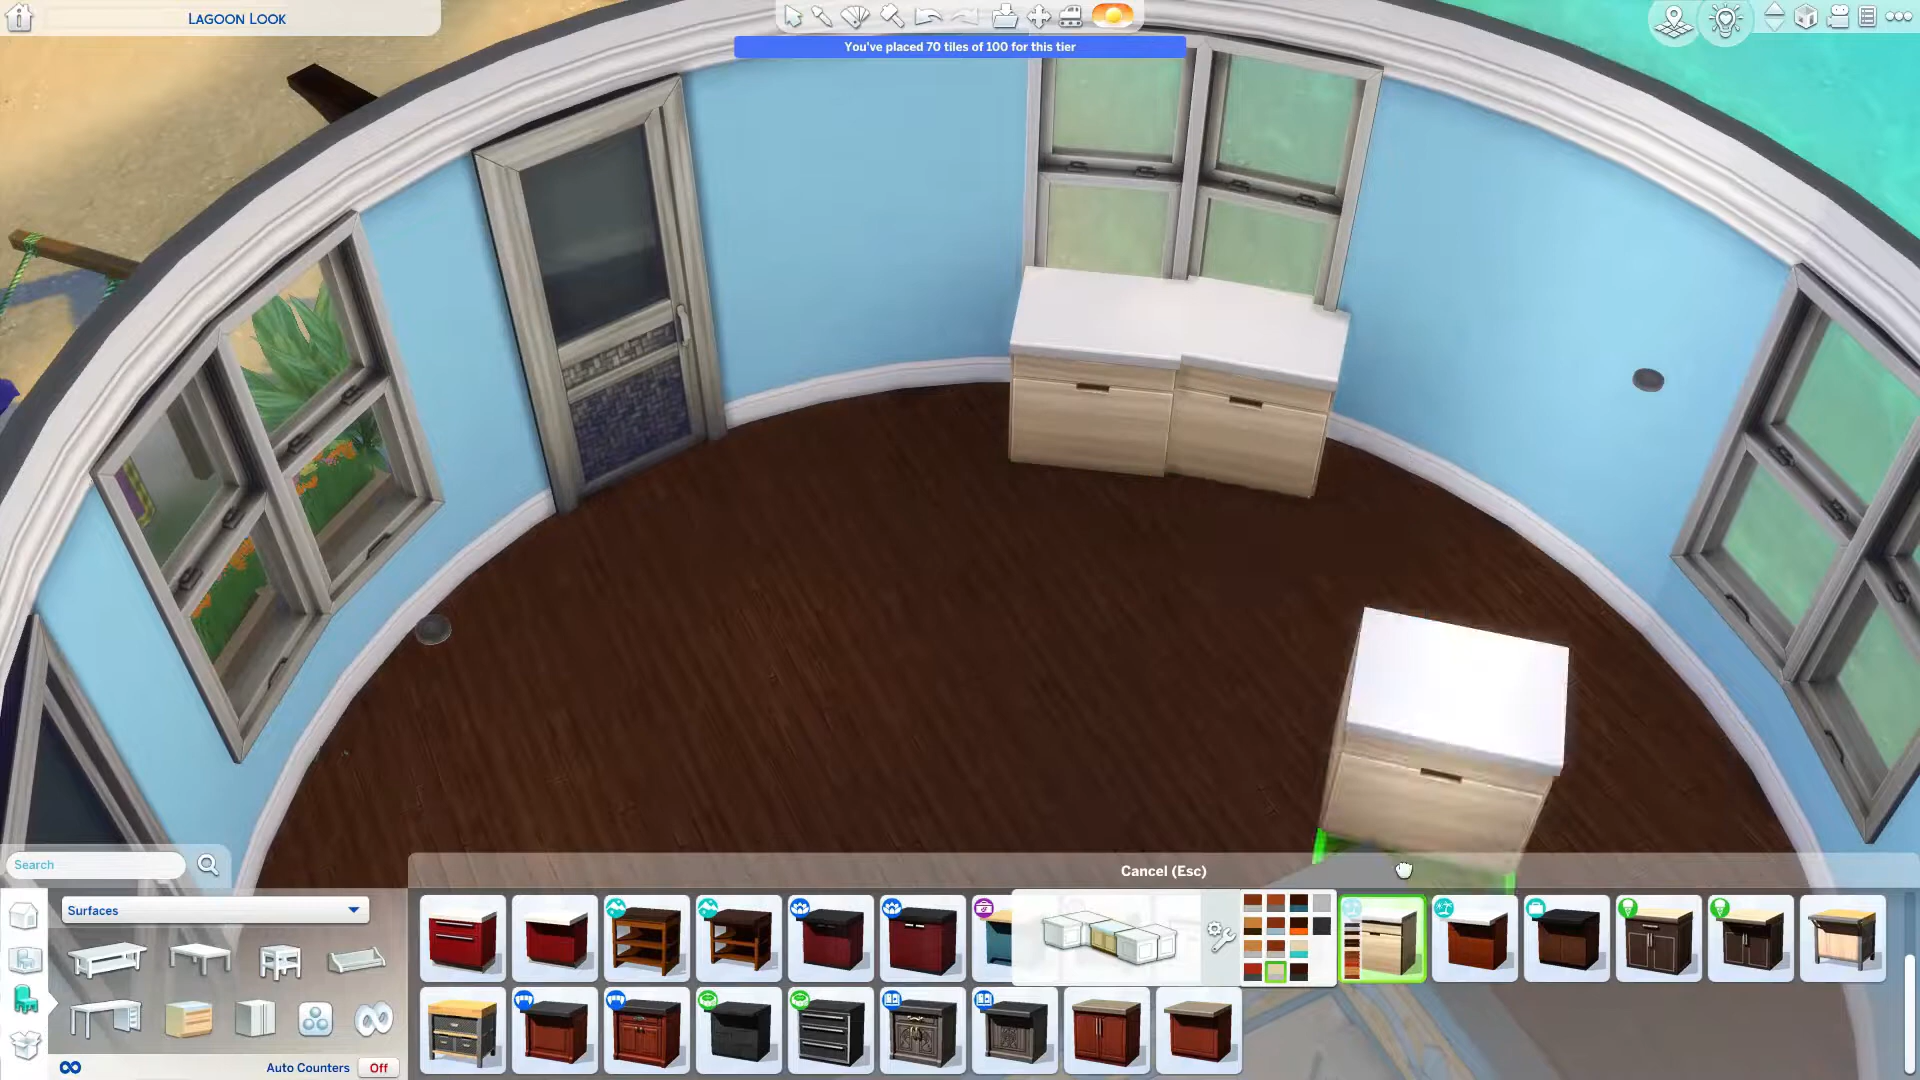 LAGOON LOOK
You've placed 70 tiles of 100 for this tier
Cancel (Esc)
Search
Surfaces
Auto Counters Off